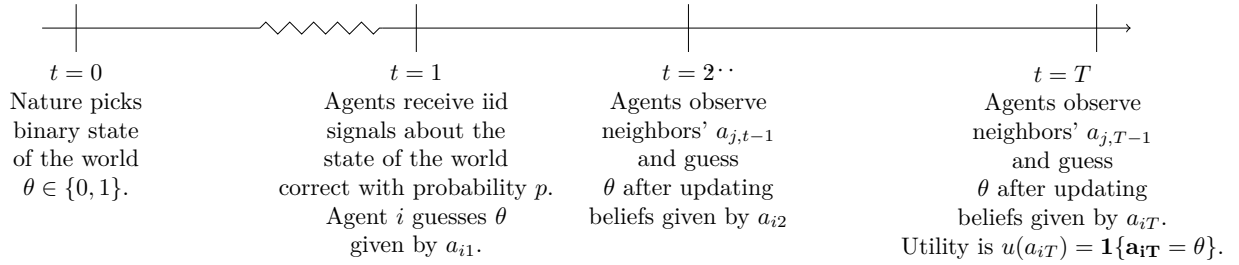 t = 0
Nature picks
binary state
of the world
θ ∈ {0, 1}.
t = 1
Agents receive iid
signals about the
state of the world
correct with probability p.
Agent i guesses θ
given by a_{i1}.
t = 2··
Agents observe
neighbors' a_{j,t−1}
and guess
θ after updating
beliefs given by a_{i2}
t = T
Agents observe
neighbors' a_{j,T−1}
and guess
θ after updating
beliefs given by a_{iT}.
Utility is u(a_{iT}) = 1{a_{iT} = θ}.